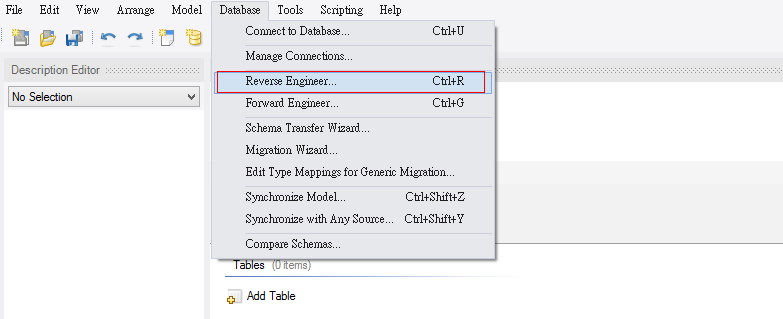 File Edit View Arrange Model Database Tools Scripting Help
Connect to Database... Ctrl+U
Manage Connections...
Description Editor
Reverse Engineer... Ctrl+R
No Selection
Forward Engineer... Ctrl+G
Schema Transfer Wizard...
Migration Wizard...
Edit Type Mappings for Generic Migration...
Synchronize Model... Ctrl+Shift+Z
Synchronize with Any Source... Ctrl+Shift+Y
Compare Schemas...
Tables (0 items)
Add Table